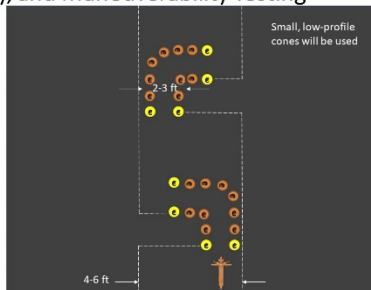 and maneuverability testing
Small, low-profile
cones will be used
2-3 ft
4-6 ft